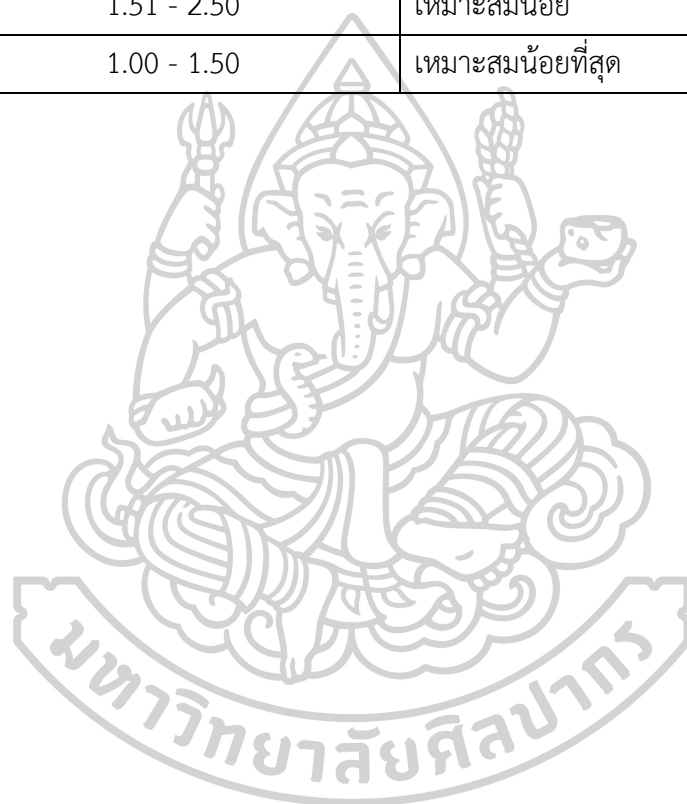 1.51 - 2.50 เหมาะสมน้อย
1.00 - 1.50 เหมาะสมน้อยที่สุด
มหาวิทยาลัยศิลปากร